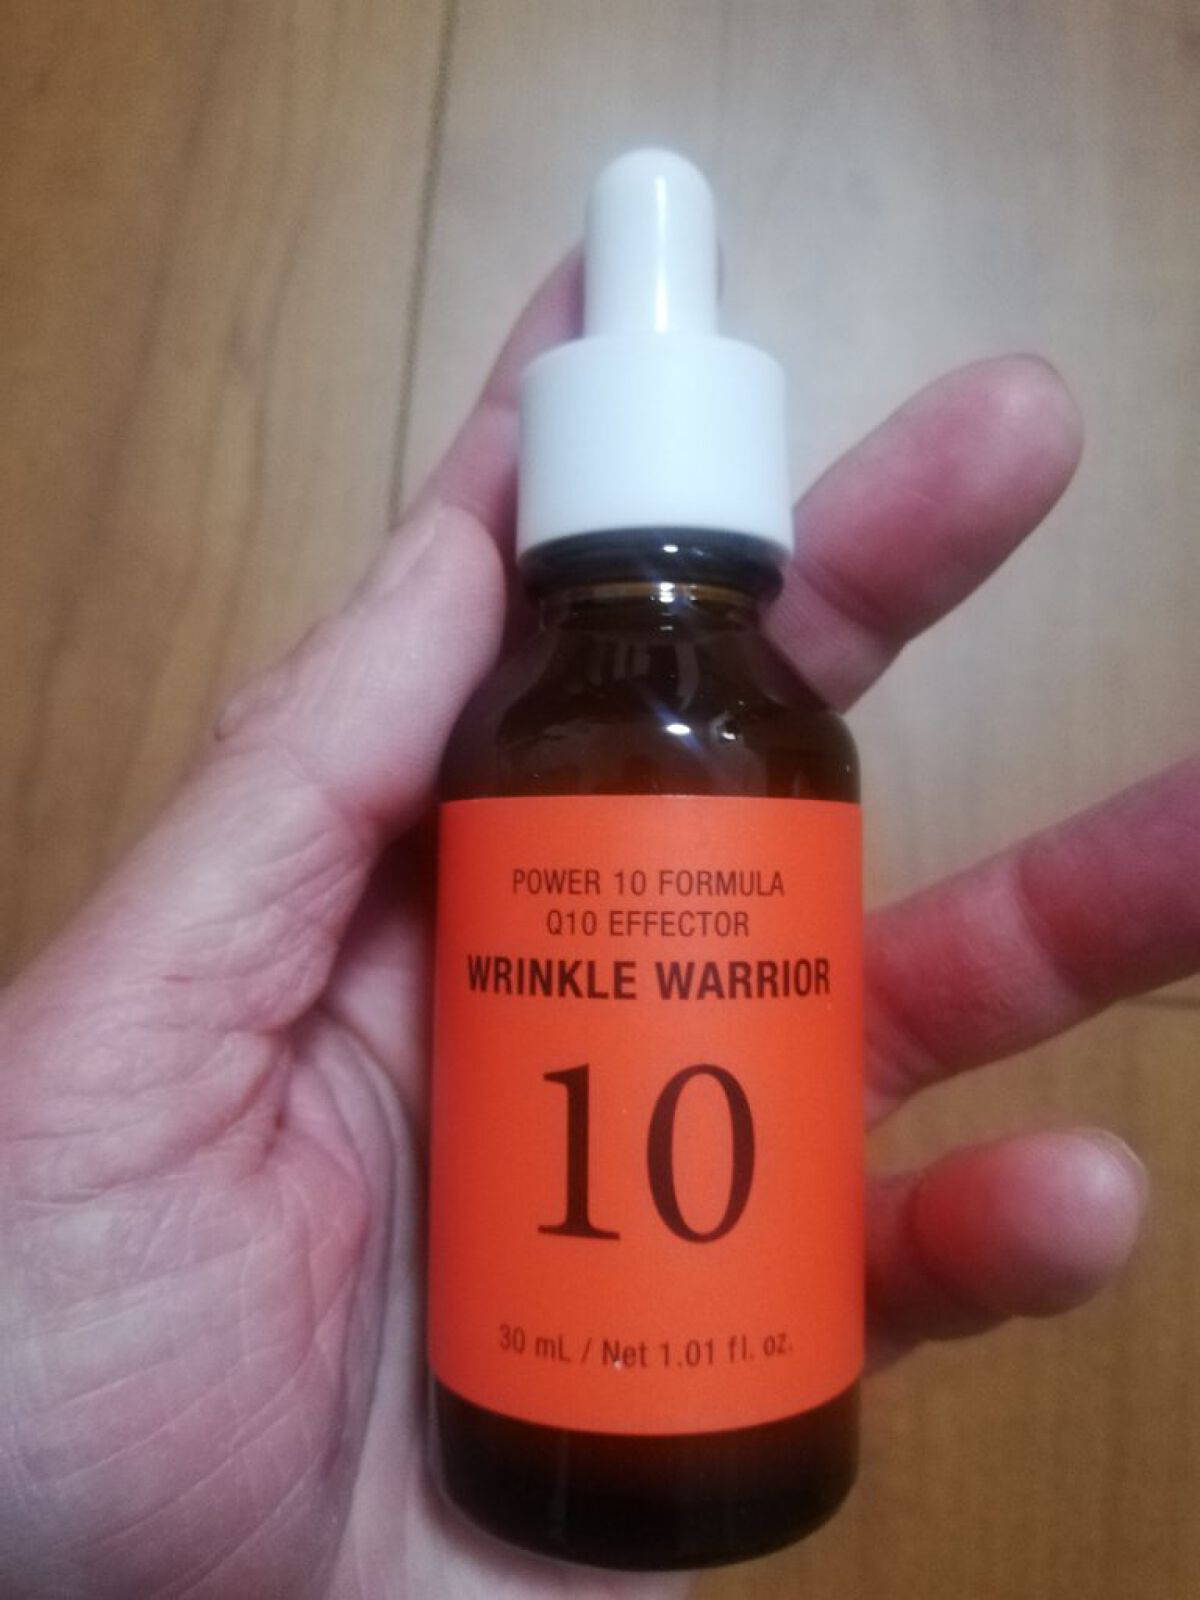 POWER 10 FORMULA
Q10 EFFECTOR
WRINKLE WARRIOR
10
30 mL / Net 1.01 fl. oz.